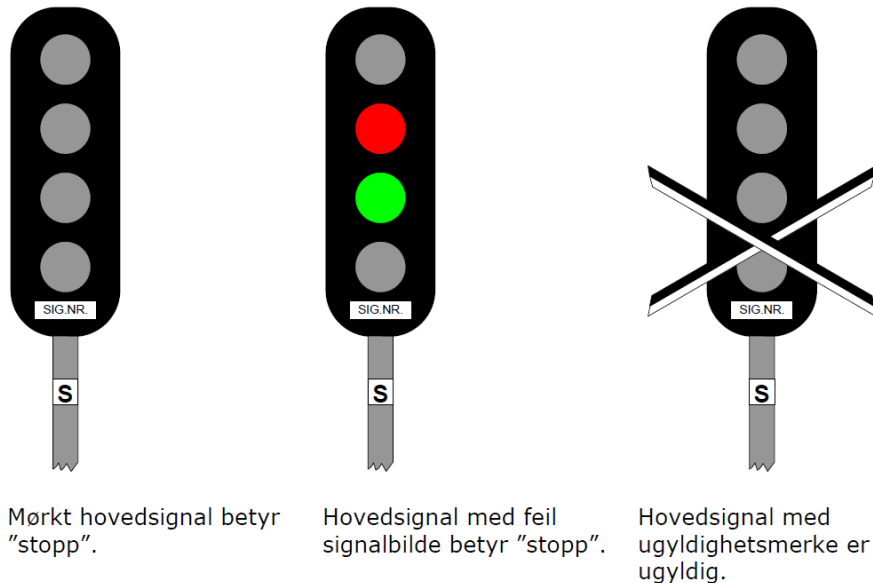 SIG.NR.
S
Mørkt hovedsignal betyr
”stopp”.
SIG.NR.
S
Hovedsignal med feil
signalbilde betyr ”stopp”.
SIG.NR.
S
Hovedsignal med
ugyldighetsmerke er
ugyldig.